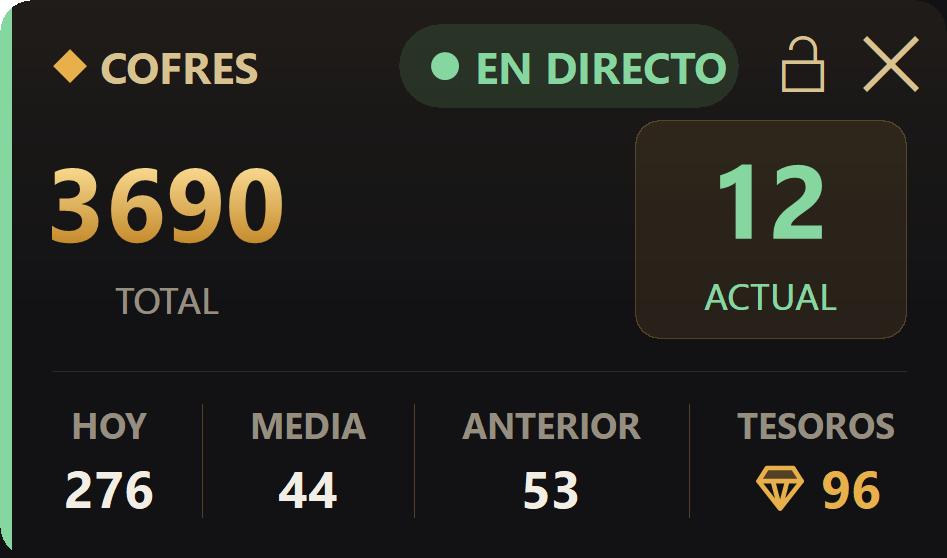 COFRES EN DIRECTO
3690 12
TOTAL ACTUAL
HOY MEDIA ANTERIOR TESOROS
276 44 53 96